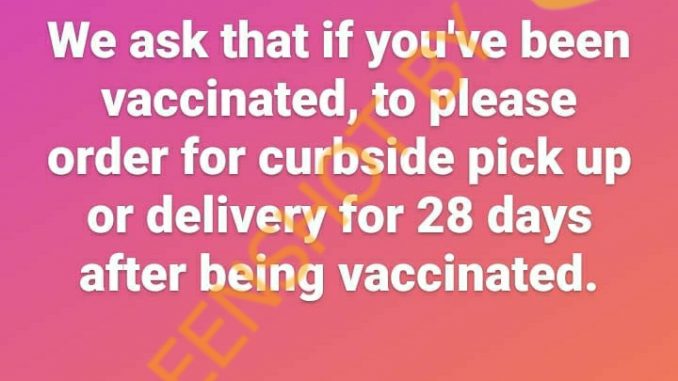 We ask that if you've been
vaccinated, to please
order for curbside pick up
or delivery for 28 days
after being vaccinated.